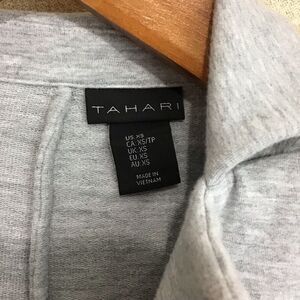 TAHARI
US XS
CA XS/TP
UK XS
EU XS
AU XS
MADE IN
VIETNAM